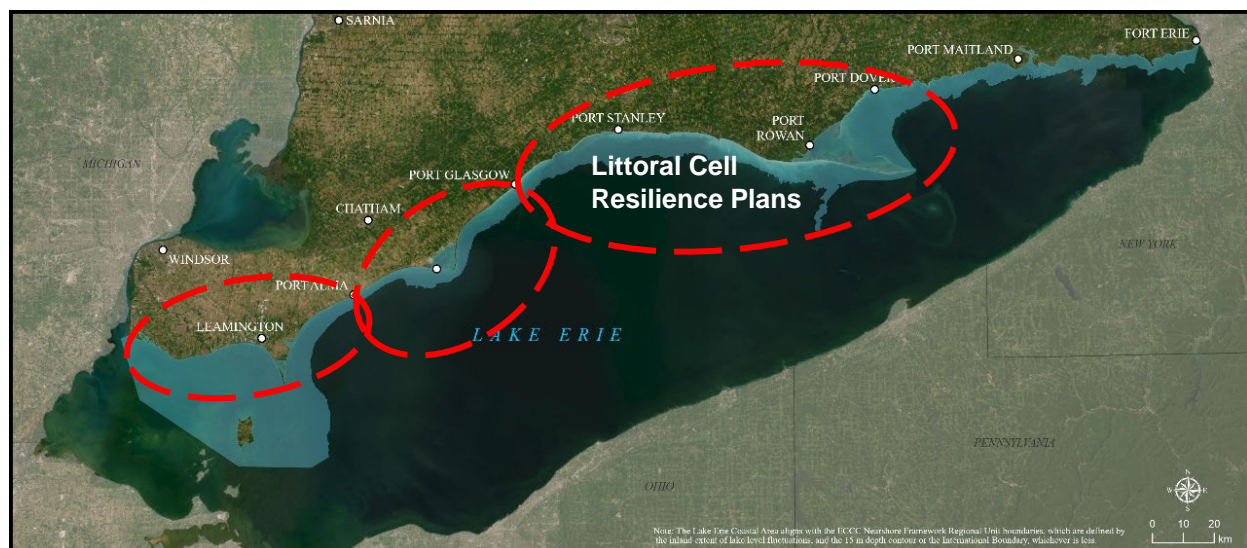 SARNIA
FORT ERIE
PORT MAITLAND
PORT DOVER
PORT STANLEY
PORT
ROWAN
MICHIGAN
Littoral Cell
Resilience Plans
PORT GLASGOW
CHATHAM
NEW YORK
WINDSOR
PORT ALMA
LEAMINGTON
LAKE ERIE
PENNSYLVANIA
OHIO
N
W E
S
Note: The Lake Erie Coastal Area aligns with the ECCC Nearshore Framework Regional Unit boundaries, which are defined by
the inland extent of lake level fluctuations, and the 15 m depth contour or the International Boundary, whichever is less.
0 10 20
km